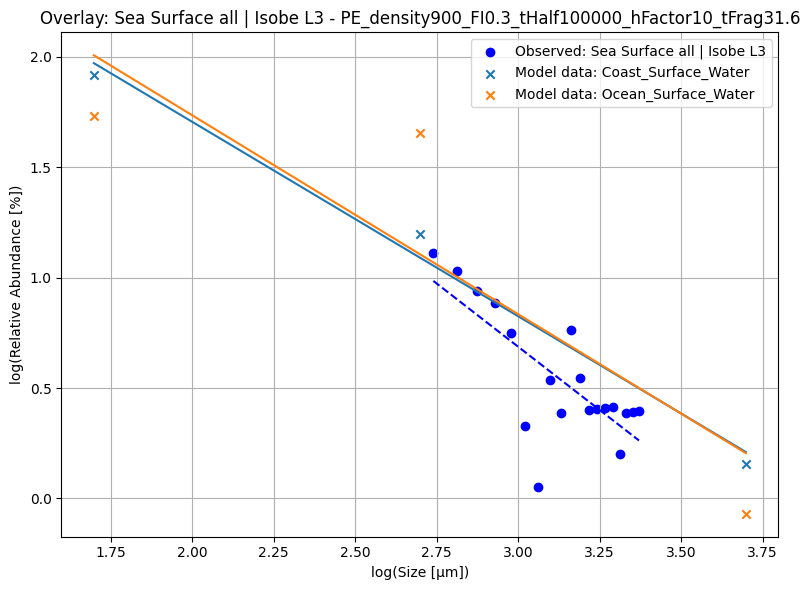 Overlay: Sea Surface all | Isobe L3 - PE_density900_FI0.3_tHalf100000_hFactor10_tFrag31.6
Observed: Sea Surface all | Isobe L3
Model data: Coast_Surface_Water
Model data: Ocean_Surface_Water
log(Relative Abundance [%])
2.0
1.5
1.0
0.5
0.0
1.75 2.00 2.25 2.50 2.75 3.00 3.25 3.50 3.75
log(Size [µm])